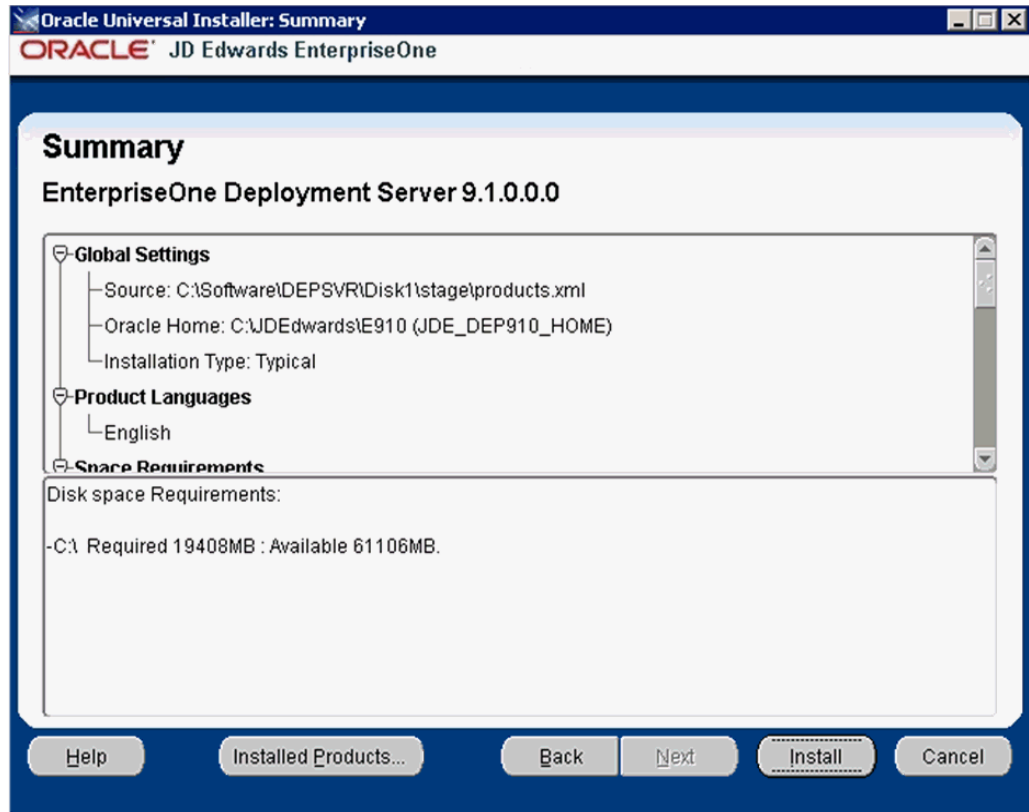 Oracle Universal Installer: Summary
ORACLE JD Edwards EnterpriseOne
Summary
EnterpriseOne Deployment Server 9.1.0.0.0
Global Settings
Source: C:\Software\DEPSVR\Disk1\stage\products.xml
Oracle Home: C:\JDEdwards\E910 (JDE_DEP910_HOME)
Installation Type: Typical
Product Languages
English
Space Requirements
Disk space Requirements:
-C:\ Required 19408MB : Available 61106MB.
Help Installed Products... Back Next Install Cancel